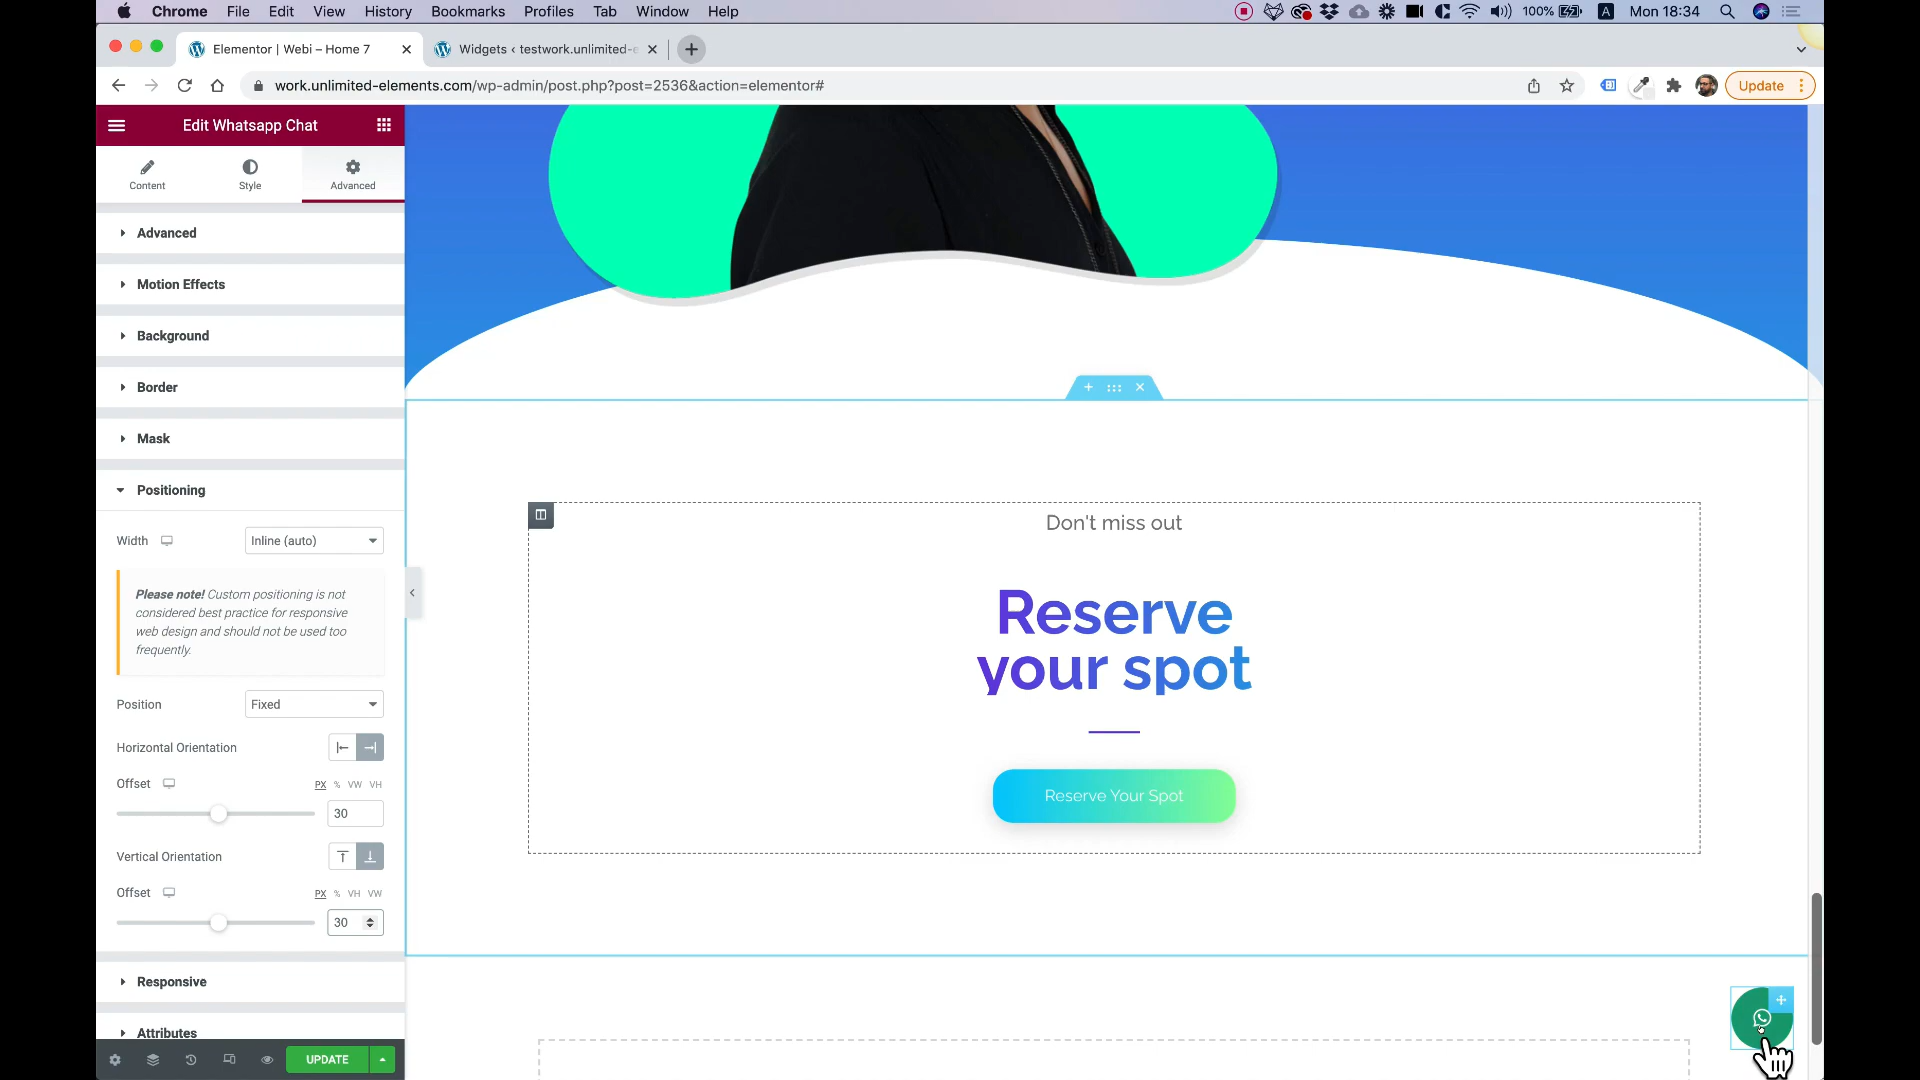 Chrome File Edit View History Bookmarks Profiles Tab Window Help 100% A Mon 18:34
Elementor | Webi – Home 7
Widgets ‹ testwork.unlimited-e
work.unlimited-elements.com/wp-admin/post.php?post=2536&action=elementor#
Update
Edit Whatsapp Chat
Content Style Advanced
Advanced
Motion Effects
Background
Border
Mask
Positioning
Width Inline (auto)
Please note! Custom positioning is not
considered best practice for responsive
web design and should not be used too
frequently.
Position Fixed
Horizontal Orientation
Offset PX % VW VH
30
Vertical Orientation
Offset PX % VH VW
30
Responsive
Attributes
UPDATE
Don't miss out
Reserve
your spot
Reserve Your Spot